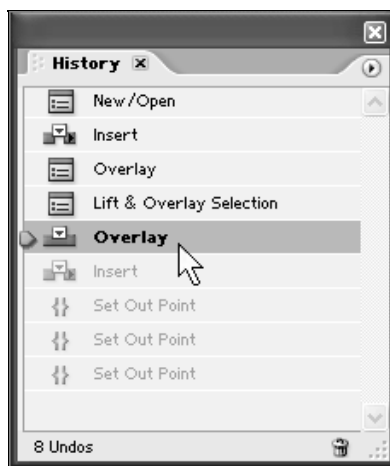 History
New/Open
Insert
Overlay
Lift & Overlay Selection
Overlay
Insert
Set Out Point
Set Out Point
Set Out Point
8 Undos